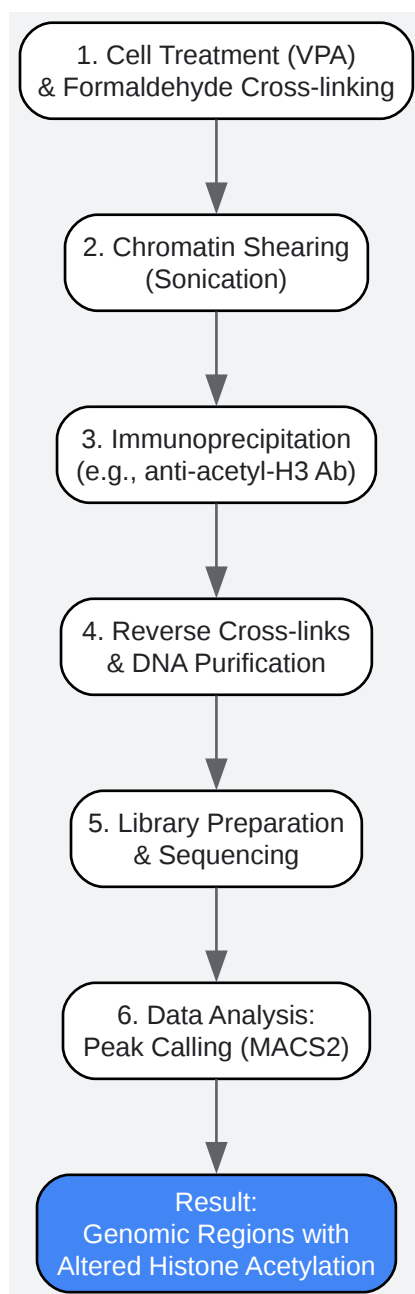 1. Cell Treatment (VPA)
& Formaldehyde Cross-linking
2. Chromatin Shearing
(Sonication)
3. Immunoprecipitation
(e.g., anti-acetyl-H3 Ab)
4. Reverse Cross-links
& DNA Purification
5. Library Preparation
& Sequencing
6. Data Analysis:
Peak Calling (MACS2)
Result:
Genomic Regions with
Altered Histone Acetylation